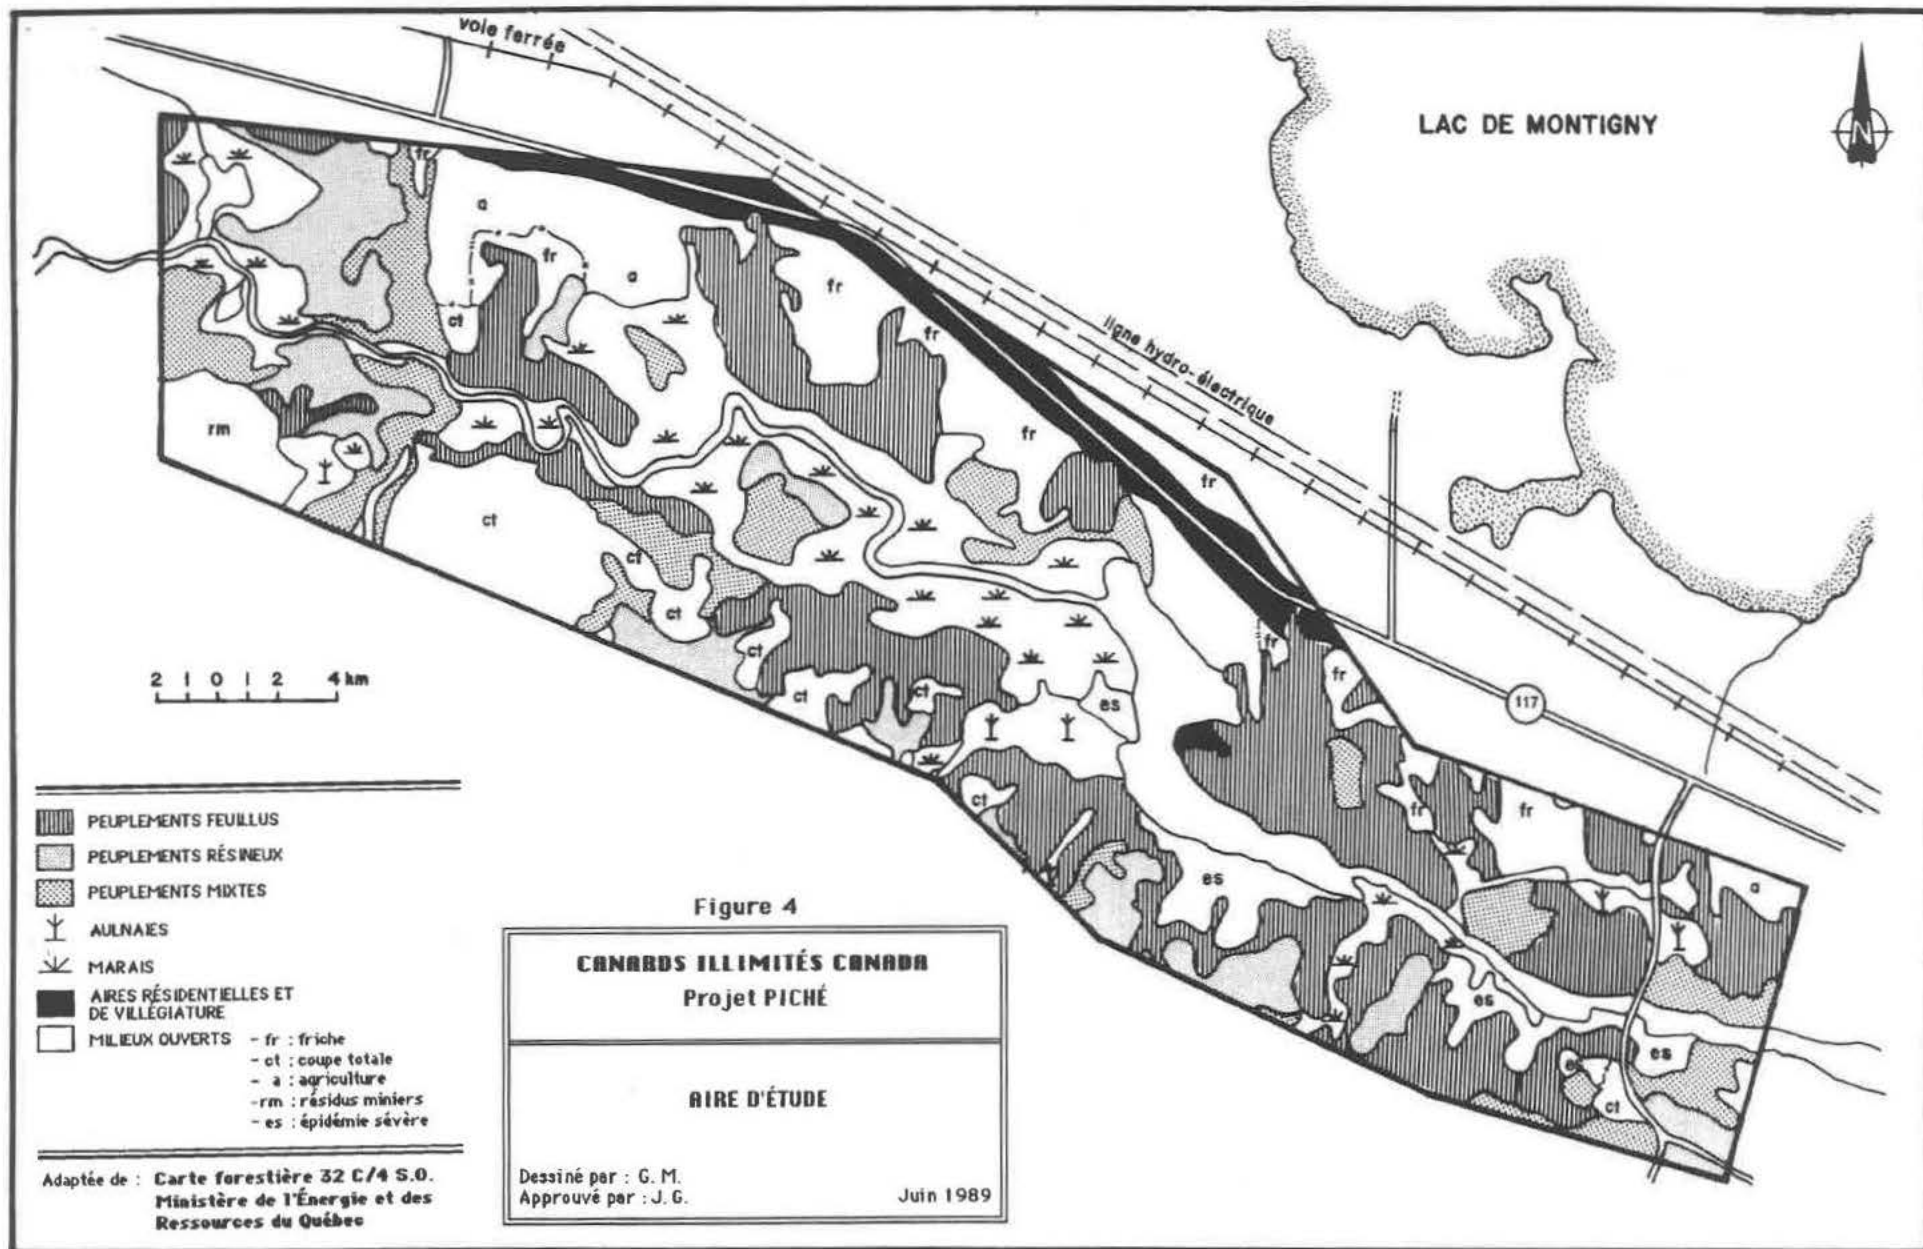 voie ferrée
LAC DE MONTIGNY
N
fr
a
fr
a
fr
ct
fr
ligne hydro-électrique
rm
fr
fr
ct
ct
ct
fr
ct
fr
ct
ct
es
117
ct
fr
fr
a
es
es
es
ct
2 1 0 1 2 4 km
PEUPLEMENTS FEUILLUS
PEUPLEMENTS RÉSINEUX
PEUPLEMENTS MIXTES
AULNAIES
MARAIS
AIRES RÉSIDENTIELLES ET
DE VILLÉGIATURE
MILIEUX OUVERTS - fr : friche
- ct : coupe totale
- a : agriculture
-rm : résidus miniers
- es : épidémie sévère
Adaptée de : Carte forestière 32 C/4 S.O.
Ministère de l'Énergie et des
Ressources du Québec
Figure 4
CANARDS ILLIMITÉS CANADA
Projet PICHÉ
AIRE D'ÉTUDE
Dessiné par : G. M.
Approuvé par : J. G.
Juin 1989